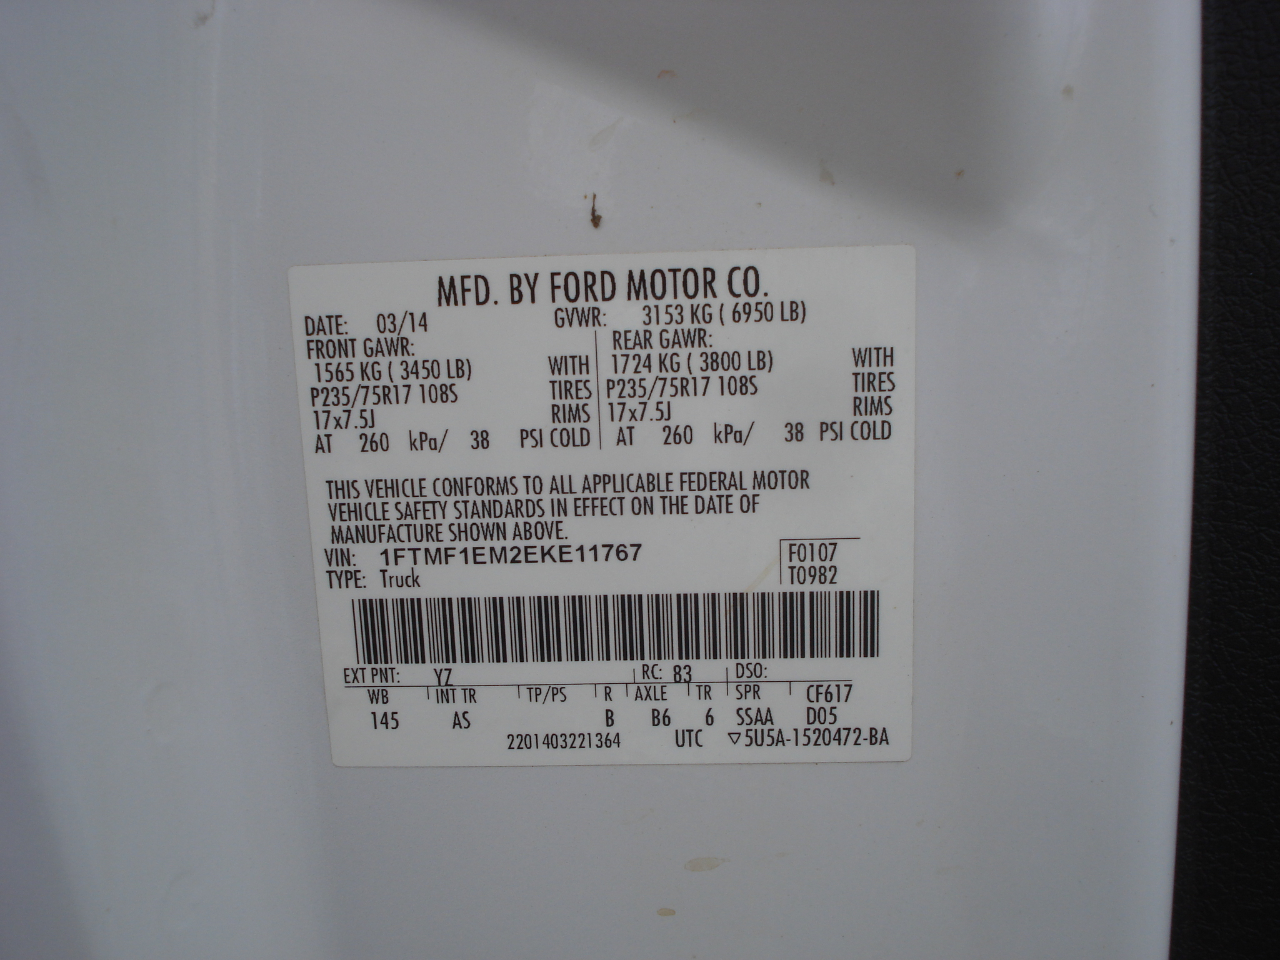 MFD. BY FORD MOTOR CO.
DATE: 03/14 GVWR: 3153 KG ( 6950 LB)
FRONT GAWR: REAR GAWR:
1565 KG ( 3450 LB) WITH 1724 KG ( 3800 LB) WITH
P235/75R17 108S TIRES P235/75R17 108S TIRES
17x7.5J RIMS 17x7.5J RIMS
AT 260 kPa/ 38 PSI COLD AT 260 kPa/ 38 PSI COLD
THIS VEHICLE CONFORMS TO ALL APPLICABLE FEDERAL MOTOR
VEHICLE SAFETY STANDARDS IN EFFECT ON THE DATE OF
MANUFACTURE SHOWN ABOVE.
VIN: 1FTMF1EM2EKE11767 F0107
TYPE: Truck T0982
EXT PNT: YZ RC: 83 DSO:
WB INT TR TP/PS R AXLE TR SPR CF617
145 AS B B6 6 SSAA D05
2201403221364 UTC ▽5U5A-1520472-BA